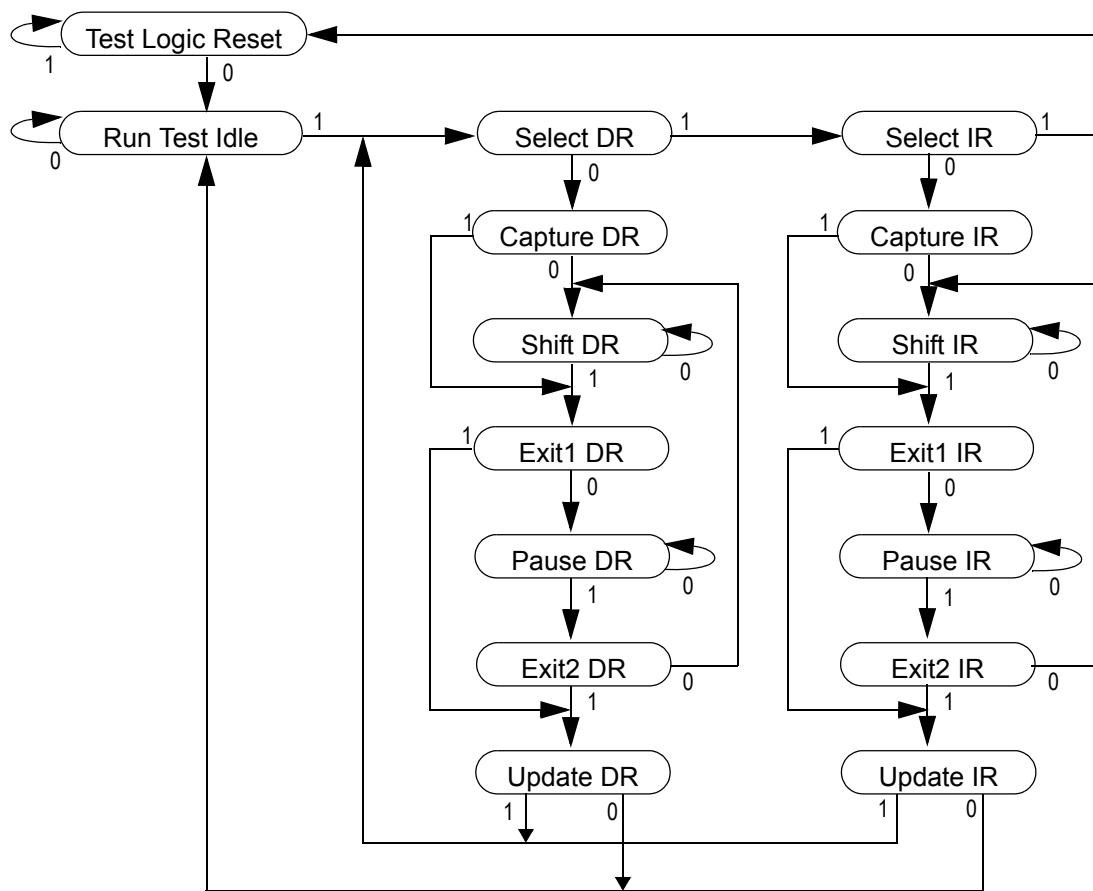 Test Logic Reset
1
0
Run Test Idle
0
1
Select DR
1
0
Select IR
1
0
Capture DR
1
0
Capture IR
1
0
Shift DR
0
1
Shift IR
0
1
Exit1 DR
1
0
Exit1 IR
1
0
Pause DR
0
1
Pause IR
0
1
Exit2 DR
0
1
Exit2 IR
0
1
Update DR
1
0
Update IR
1
0